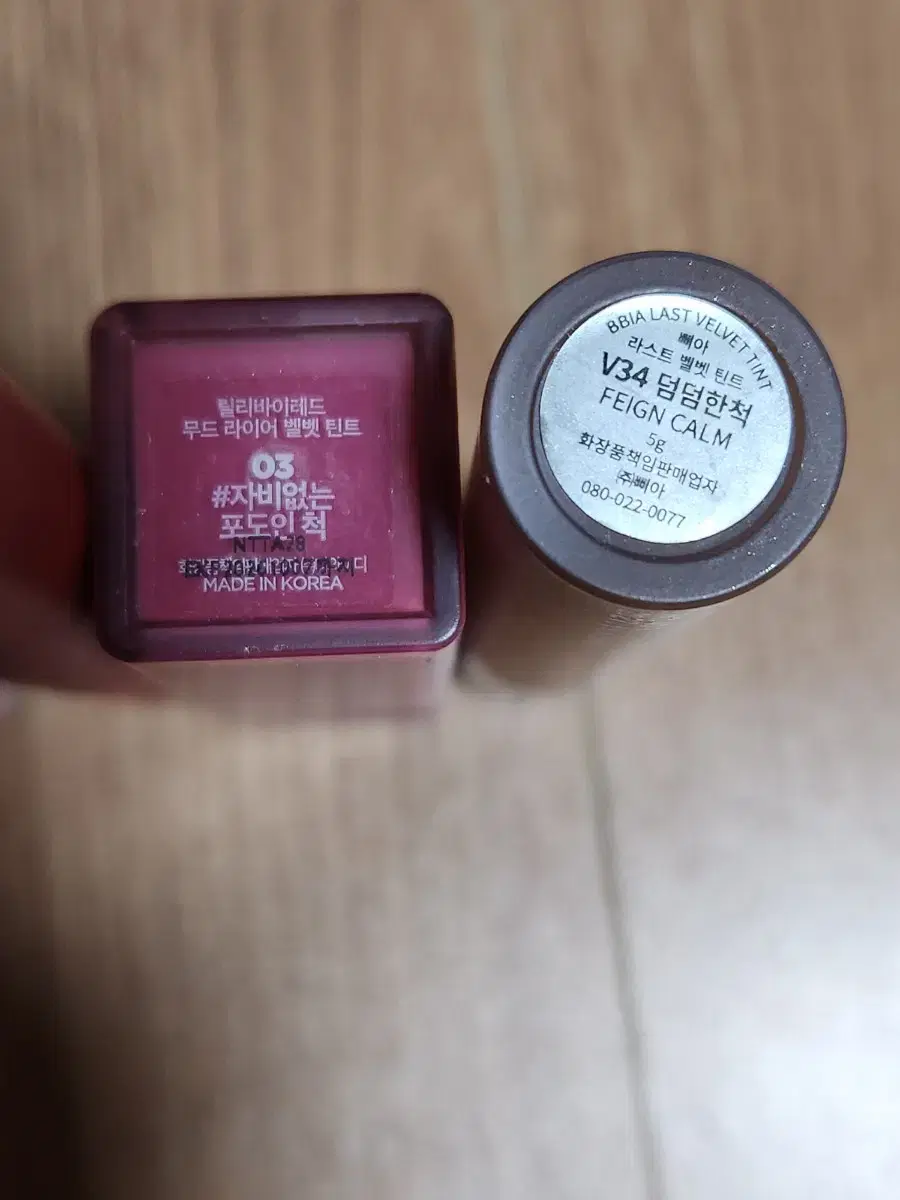 릴리바이레드
무드 라이어 벨벳 틴트
03
#자비없는
포도인 척
NTTA28
MADE IN KOREA
BBIA LAST VELVET TINT
삐아
라스트 벨벳 틴트
V34 덤덤한척
FEIGN CALM
5g
화장품책임판매업자
㈜삐아
080-022-0077